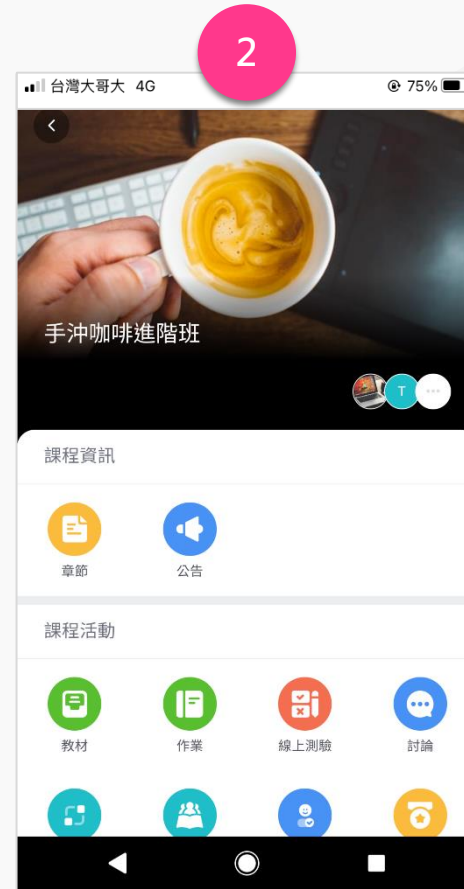 2
台灣大哥大 4G
75%
手沖咖啡進階班
T
課程資訊
章節
公告
課程活動
教材
作業
線上測驗
討論